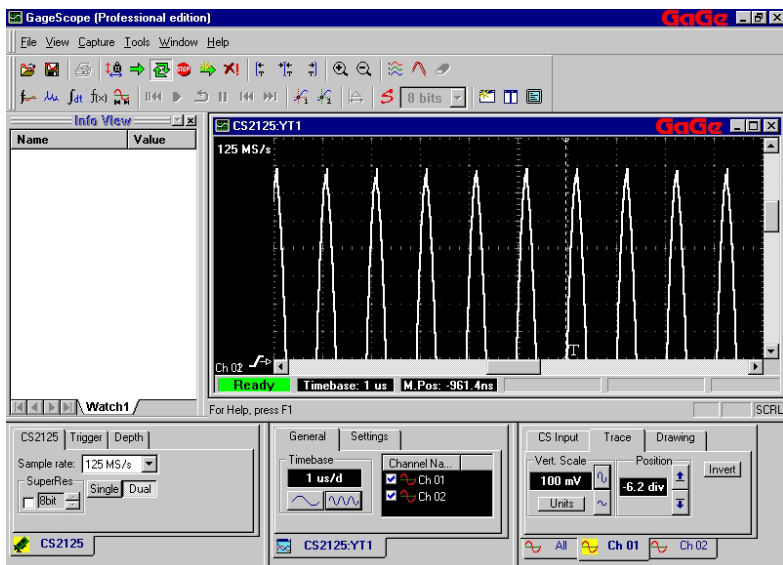 GageScope (Professional edition)
GaGe
File View Capture Tools Window Help
f(x)
8 bits
Info View
Name Value
CS2125:YT1
GaGe
125 MS/s
T
Ready Timebase: 1 us M.Pos: -961.4ns
Watch1
For Help, press F1
SCRL
CS2125 Trigger Depth
Sample rate: 125 MS/s
SuperRes
8bit
Single Dual
CS2125
General Settings
Timebase
1 us/d
Channel Na...
Ch 01
Ch 02
CS2125:YT1
CS Input Trace Drawing
Vert. Scale
100 mV
Units
Position
-6.2 div
Invert
All Ch 01 Ch 02